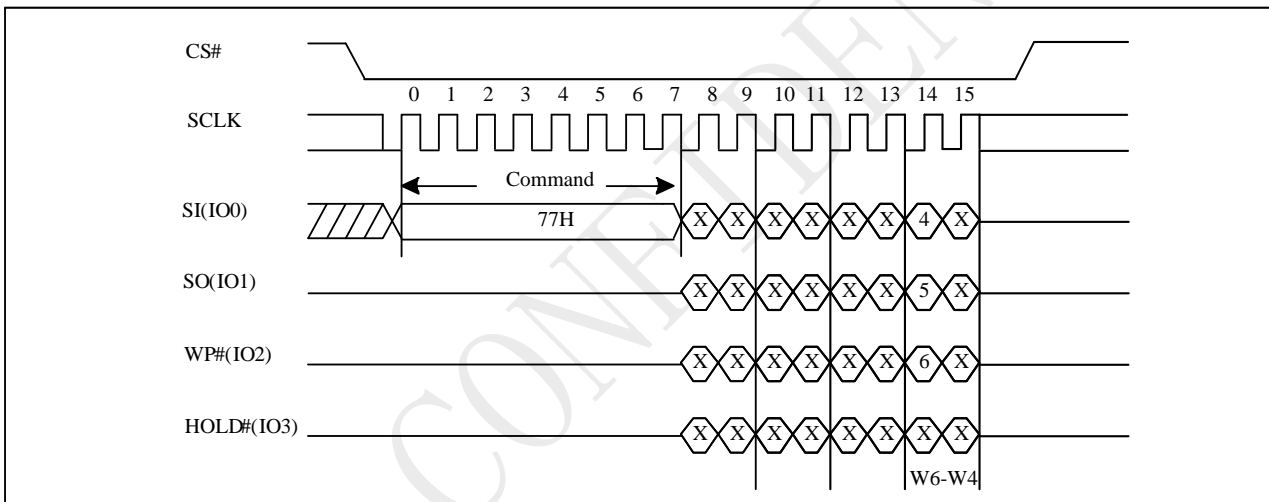 CS#
0 1 2 3 4 5 6 7 8 9 10 11 12 13 14 15
SCLK
Command
SI(IO0) 77H X X X X X X 4 X
SO(IO1) X X X X X X 5 X
WP#(IO2) X X X X X X 6 X
HOLD#(IO3) X X X X X X X X
W6-W4